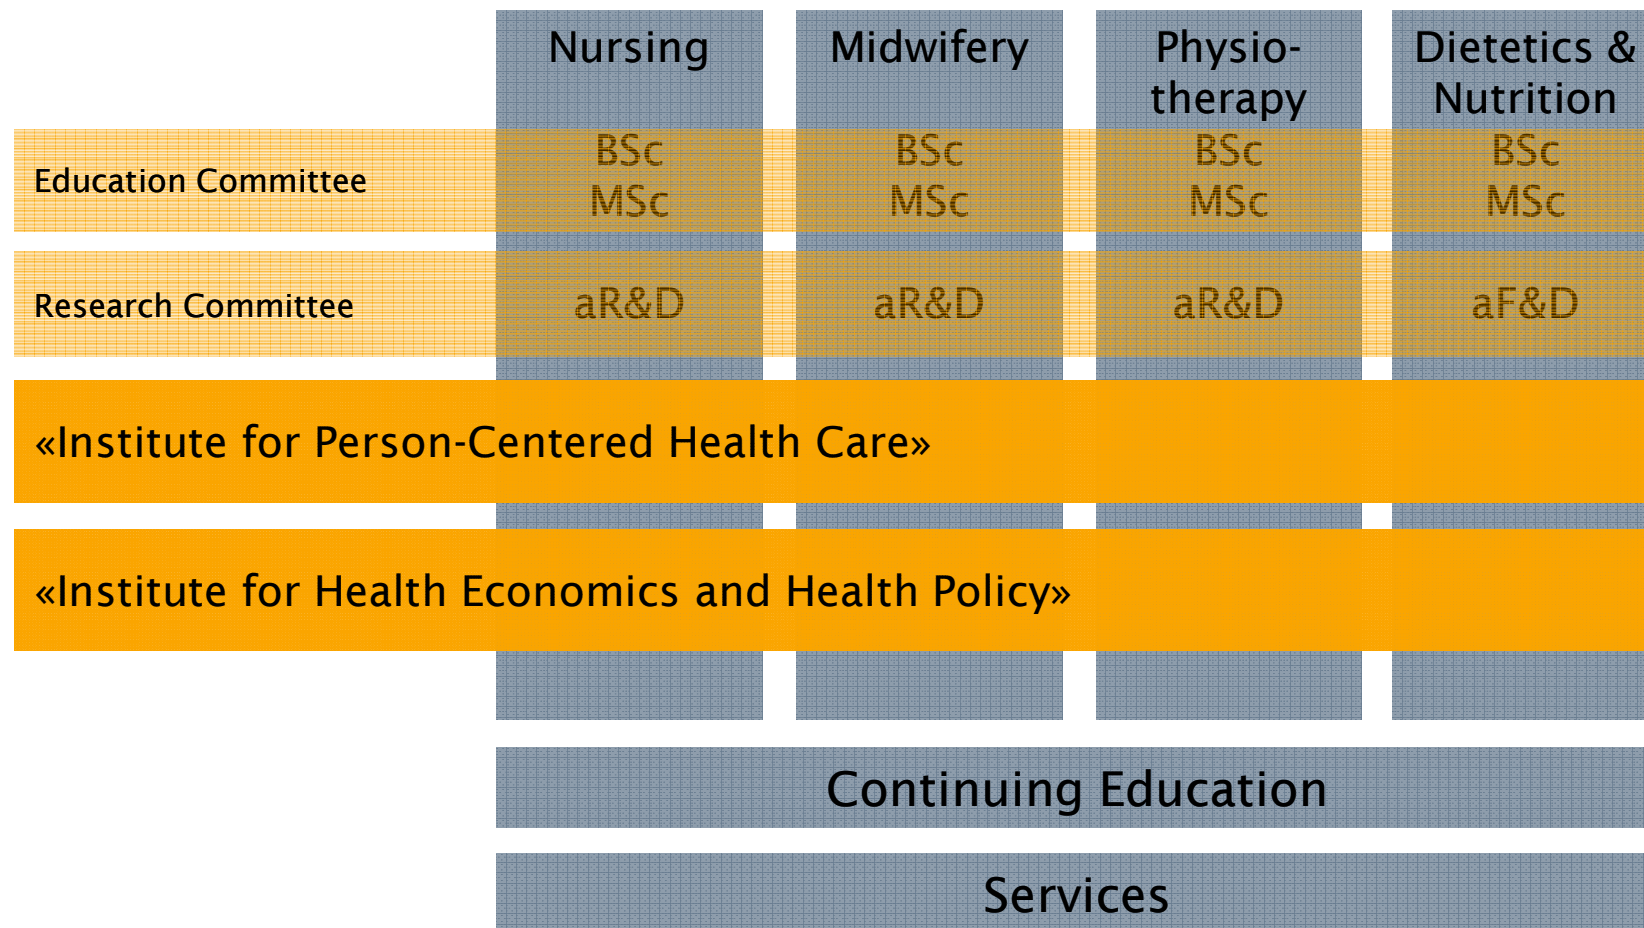 Nursing
Midwifery
Physio-
therapy
Dietetics &
Nutrition
Education Committee
BSc
MSc
BSc
MSc
BSc
MSc
BSc
MSc
Research Committee
aR&D
aR&D
aR&D
aF&D
«Institute for Person-Centered Health Care»
«Institute for Health Economics and Health Policy»
Continuing Education
Services